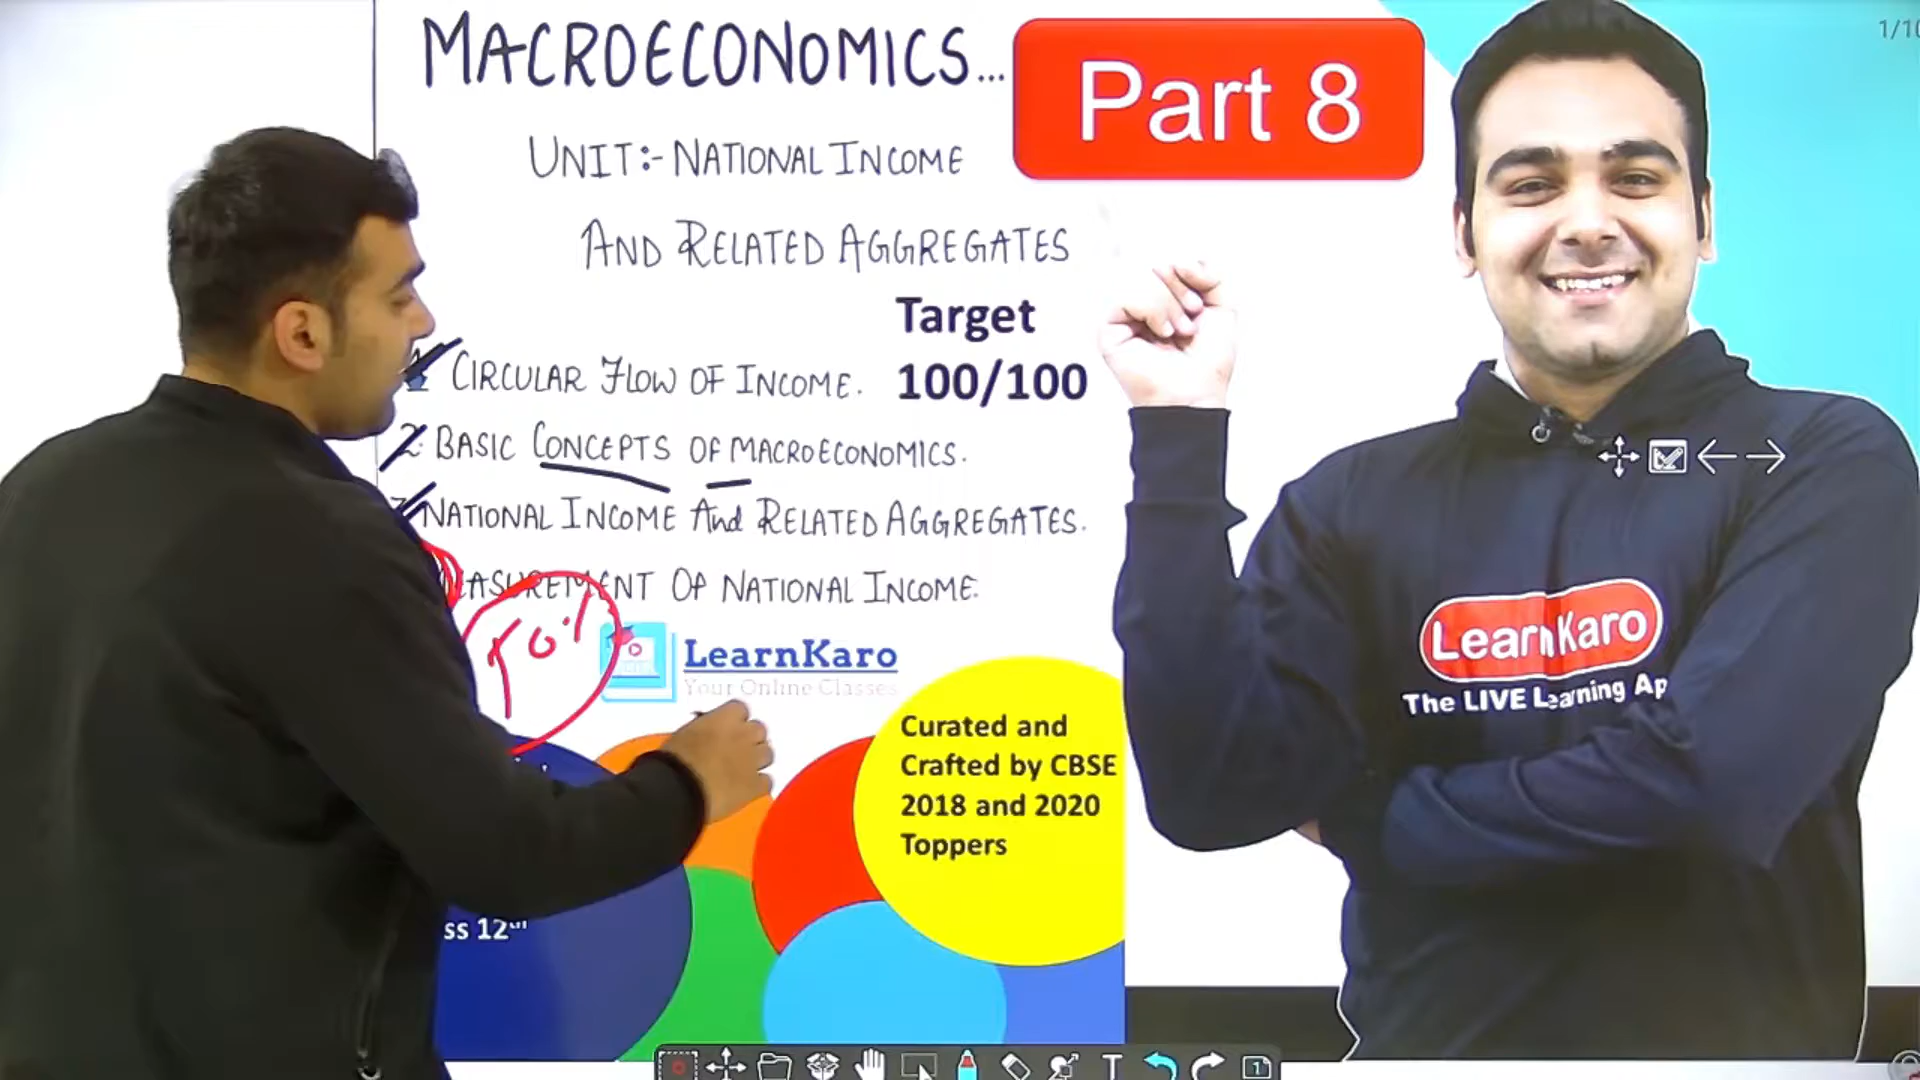 MACROECONOMICS...
Part 8
1/10
UNIT:- NATIONAL INCOME
AND RELATED AGGREGATES
Target
100/100
CIRCULAR FLOW OF INCOME.
2. BASIC CONCEPTS OF MACROECONOMICS.
NATIONAL INCOME And RELATED AGGREGATES.
MEASUREMENT OF NATIONAL INCOME.
LearnKaro
Your Online Classes
LearnKaro
The LIVE Learning Ap
Curated and
Crafted by CBSE
2018 and 2020
Toppers
ss 12th